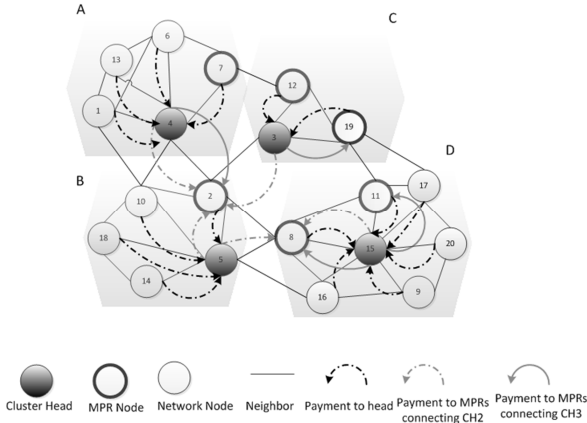 A
C
6
13
7
12
1
4
3
19
B
D
10
2
11
17
18
5
8
15
20
14
16
9
Cluster Head
MPR Node
Network Node
Neighbor
Payment to head
Payment to MPRs
connecting CH2
Payment to MPRs
connecting CH3